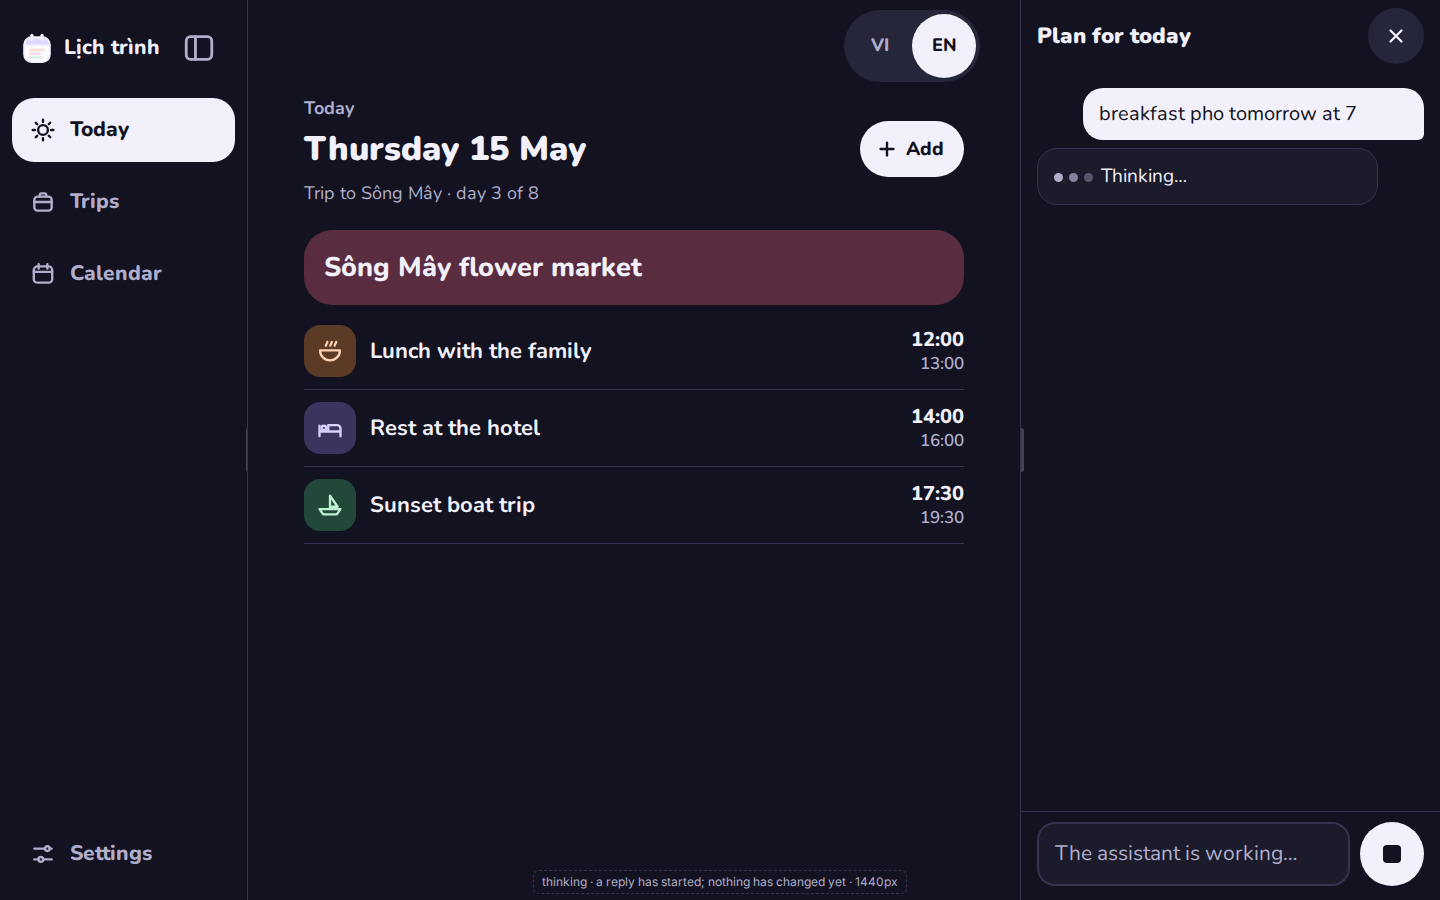 Lịch trình
Today
Trips
Calendar
Settings
VI
EN
Today
Thursday 15 May
Trip to Sông Mây · day 3 of 8
Add
Sông Mây flower market
Lunch with the family
12:00
13:00
Rest at the hotel
14:00
16:00
Sunset boat trip
17:30
19:30
thinking · a reply has started; nothing has changed yet · 1440px
Plan for today
breakfast pho tomorrow at 7
Thinking...
The assistant is working...